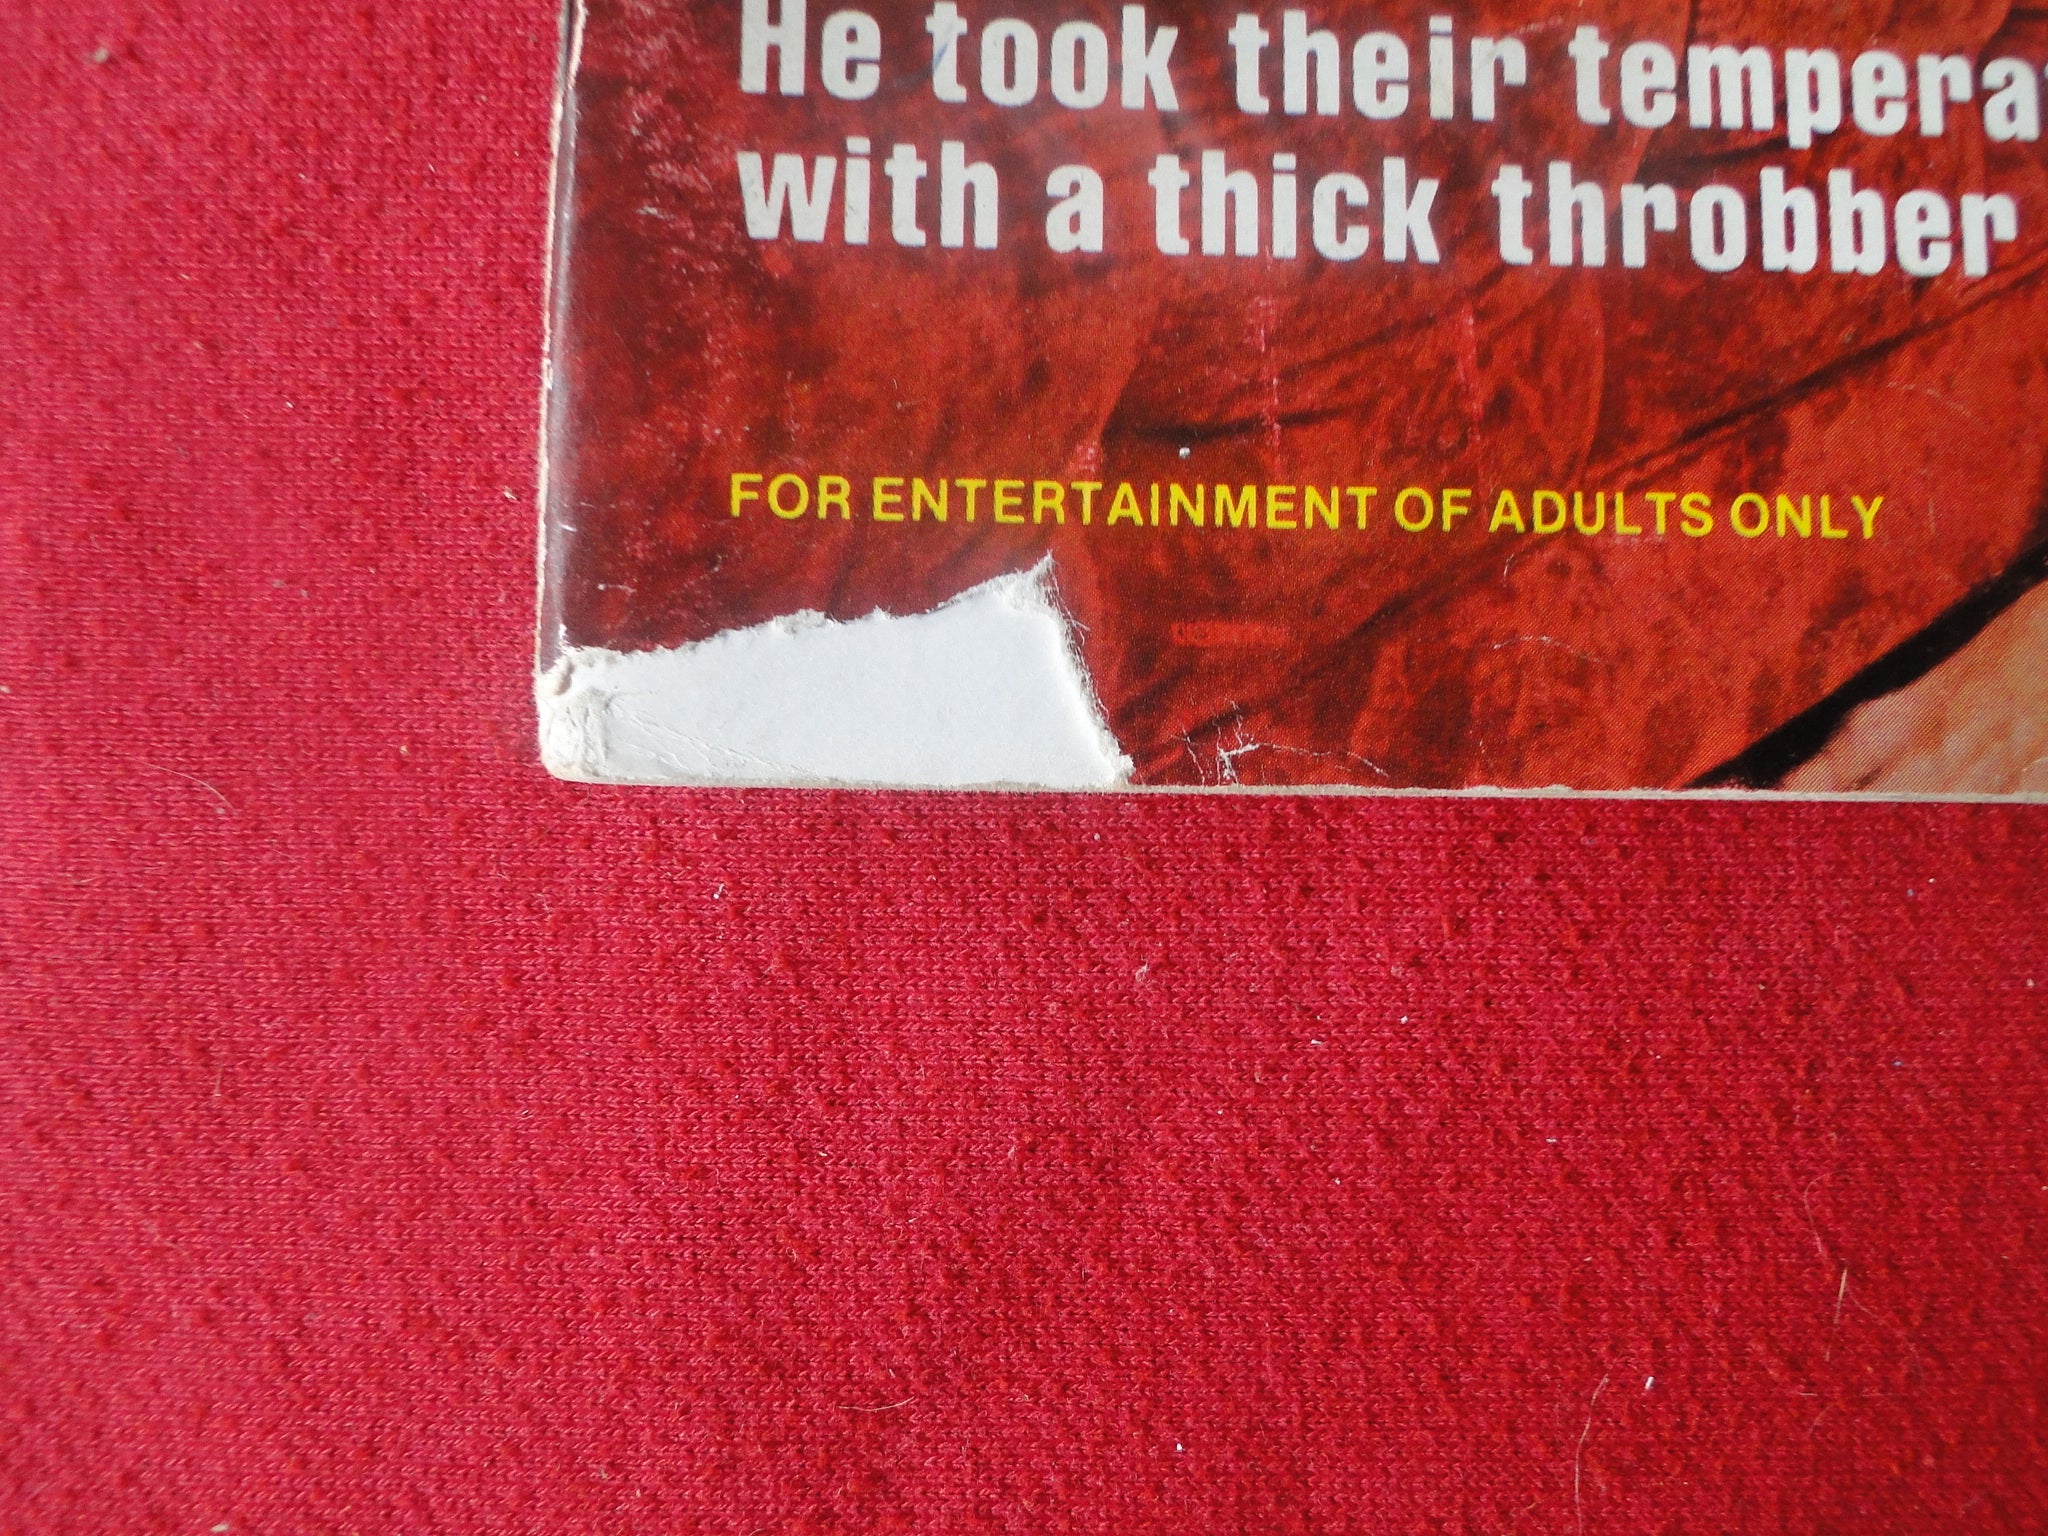 He took their tempera
with a thick throbber
FOR ENTERTAINMENT OF ADULTS ONLY